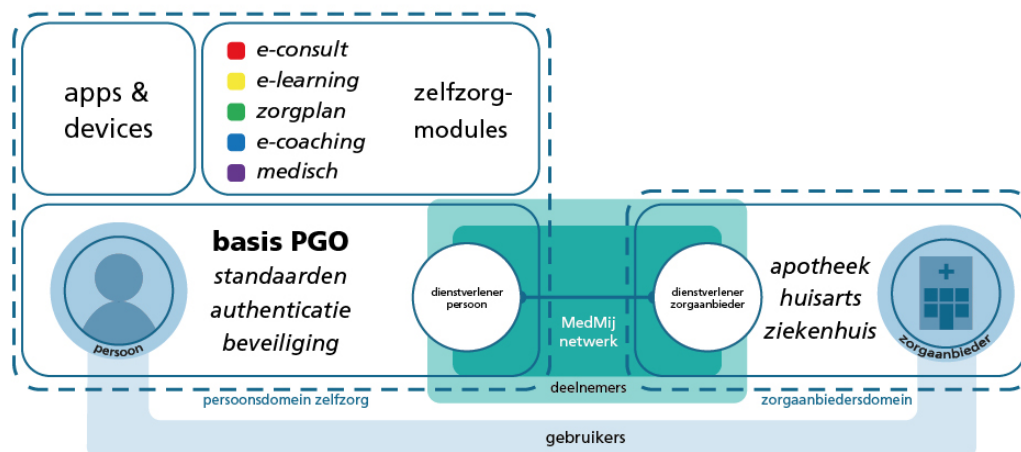 apps &
devices
e-consult
e-learning
zorgplan
e-coaching
medisch
zelfzorg-
modules
persoon
basis PGO
standaarden
authenticatie
beveiliging
dienstverlener
persoon
MedMij
netwerk
dienstverlener
zorgaanbieder
apotheek
huisarts
ziekenhuis
zorgaanbieder
persoonsdomein zelfzorg
deelnemers
zorgaanbiedersdomein
gebruikers